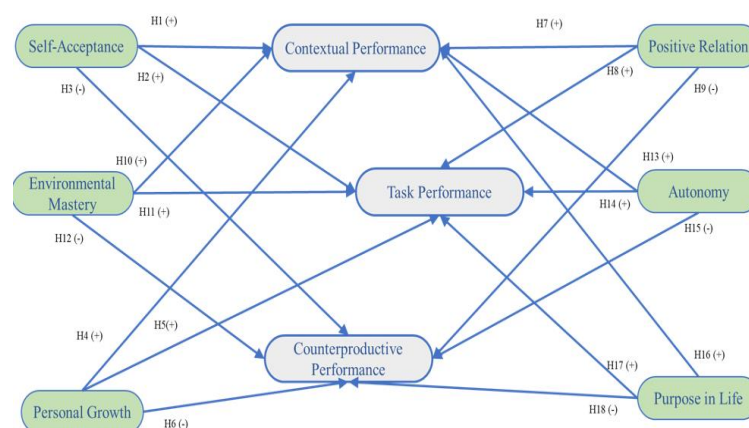 H1 (+)
H7 (+)
Self-Acceptance
Contextual Performance
Positive Relation
H3 (-)
H2 (+)
H8 (+)
H9 (-)
H10 (+)
H13 (+)
Environmental
Mastery
Task Performance
Autonomy
H11 (+)
H14 (+)
H12 (-)
H15 (-)
H4 (+)
H5(+)
Counterproductive
Performance
H17 (+)
H16 (+)
Personal Growth
Purpose in Life
H6 (-)
H18 (-)